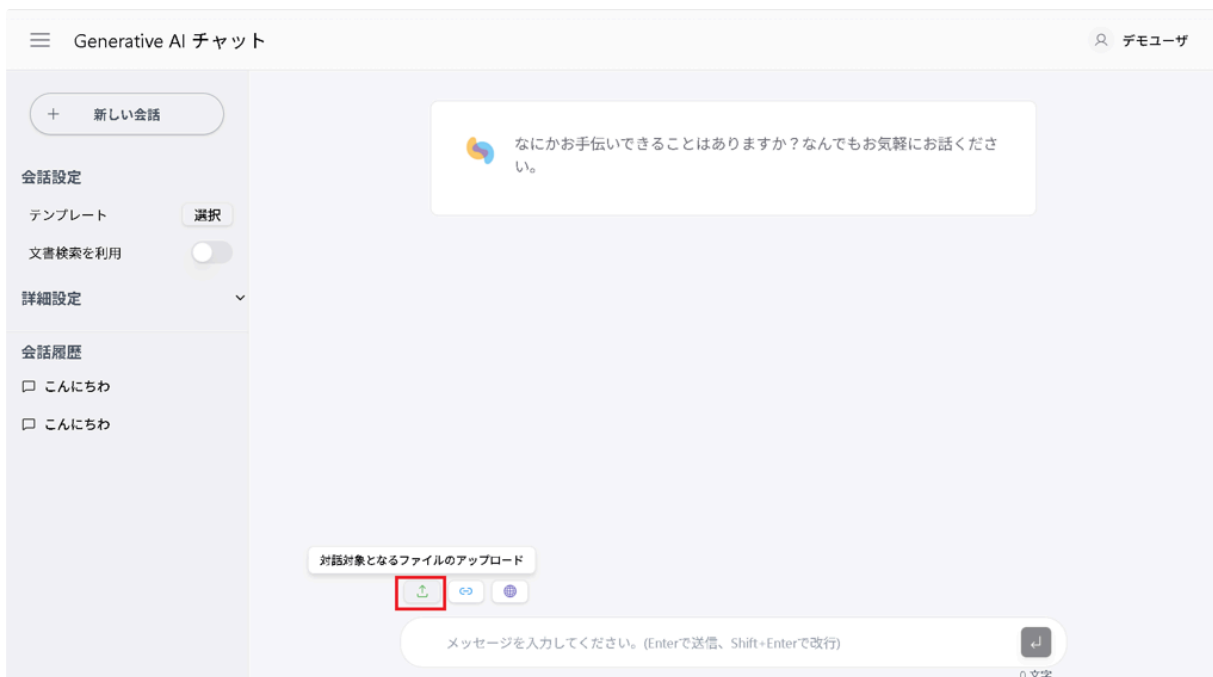 Generative AI チャット
デモユーザ
新しい会話
会話設定
テンプレート 選択
文書検索を利用
詳細設定
会話履歴
こんにちわ
こんにちわ
なにかお手伝いできることはありますか？なんでもお気軽にお話くださ
い。
対話対象となるファイルのアップロード
メッセージを入力してください。(Enterで送信、Shift+Enterで改行)
0 文字